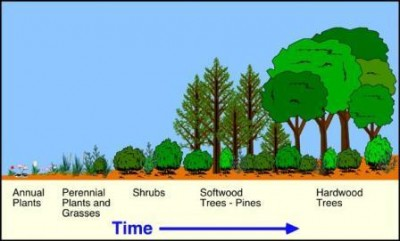 Annual
Plants
Perennial
Plants and
Grasses
Shrubs
Softwood
Trees - Pines
Hardwood
Trees
Time